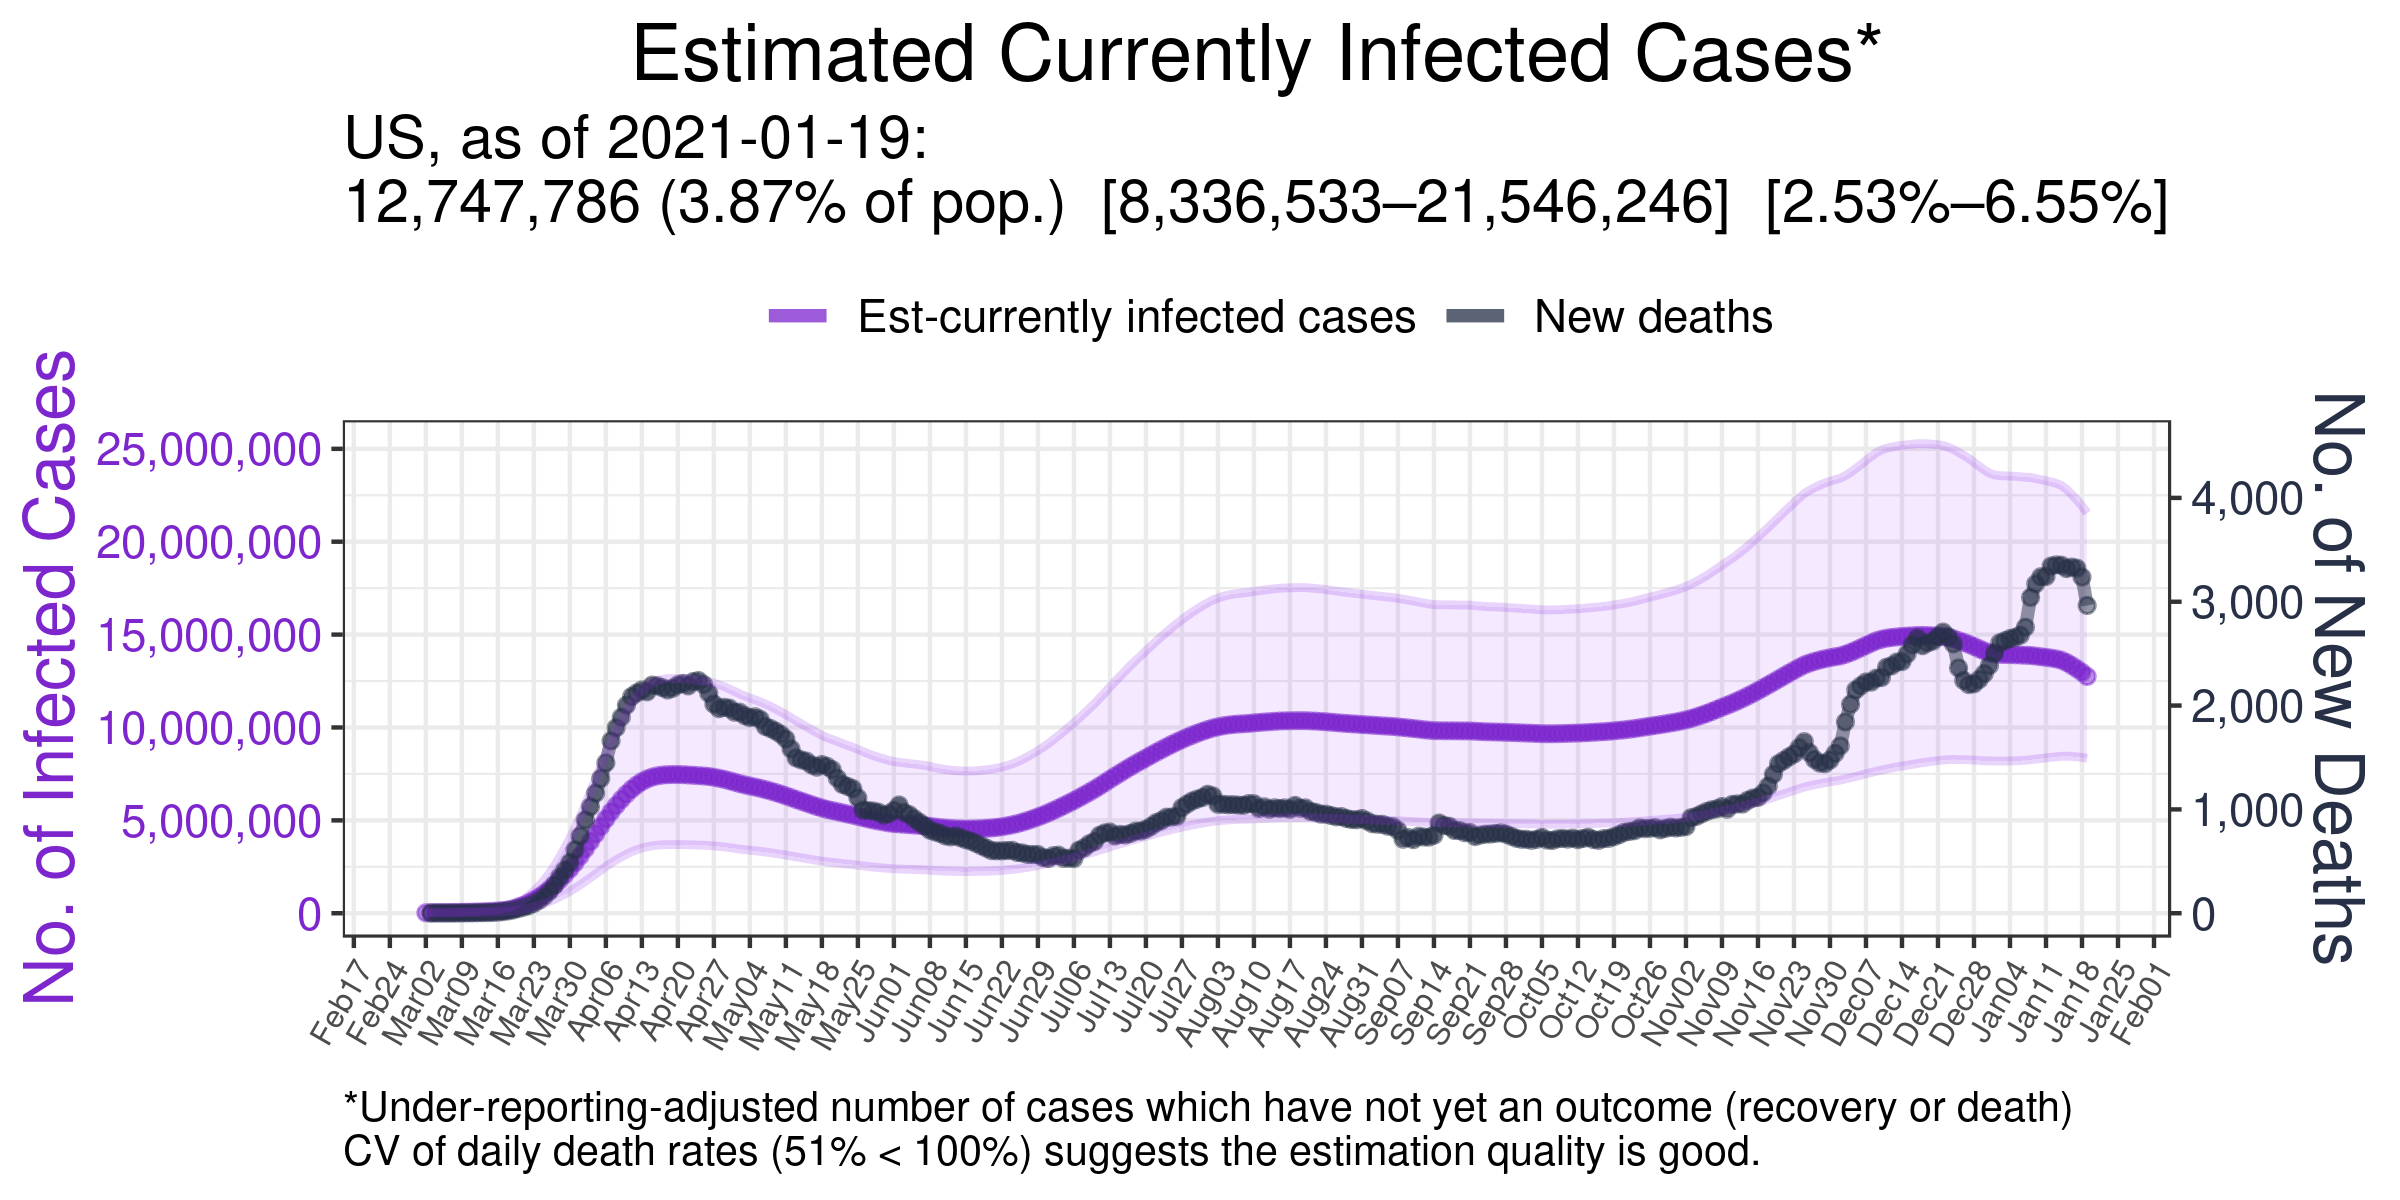 Estimated Currently Infected Cases*
US, as of 2021-01-19:
12,747,786 (3.87% of pop.) [8,336,533–21,546,246] [2.53%–6.55%]
Est-currently infected cases New deaths
No. of Infected Cases
25,000,000
20,000,000
15,000,000
10,000,000
5,000,000
0
4,000
3,000
2,000
1,000
0
No. of New Deaths
Feb17 Feb24 Mar02 Mar09 Mar16 Mar23 Mar30 Apr06 Apr13 Apr20 Apr27 May04 May11 May18 May25 Jun01 Jun08 Jun15 Jun22 Jun29 Jul06 Jul13 Jul20 Jul27 Aug03 Aug10 Aug17 Aug24 Aug31 Sep07 Sep14 Sep21 Sep28 Oct05 Oct12 Oct19 Oct26 Nov02 Nov09 Nov16 Nov23 Nov30 Dec07 Dec14 Dec21 Dec28 Jan04 Jan11 Jan18 Jan25 Feb01
*Under-reporting-adjusted number of cases which have not yet an outcome (recovery or death)
CV of daily death rates (51% < 100%) suggests the estimation quality is good.